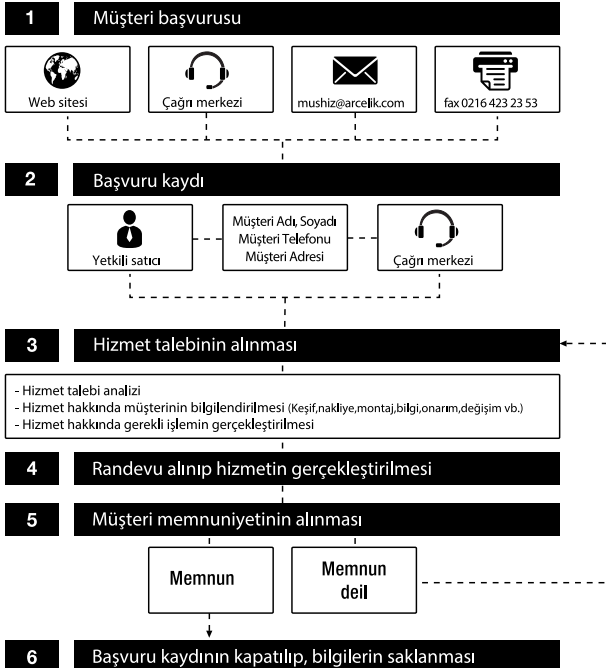 1 Müşteri başvurusu
Web sitesi
Çağrı merkezi
mushiz@arcelik.com
fax 0216 423 23 53
2 Başvuru kaydı
Yetkili satıcı
Müşteri Adı, Soyadı
Müşteri Telefonu
Müşteri Adresi
Çağrı merkezi
3 Hizmet talebinin alınması
- Hizmet talebi analizi
- Hizmet hakkında müşterinin bilgilendirilmesi (Keşif,nakliye,montaj,bilgi,onarım,değişim vb.)
- Hizmet hakkında gerekli işlemin gerçekleştirilmesi
4 Randevu alınıp hizmetin gerçekleştirilmesi
5 Müşteri memnuniyetinin alınması
Memnun
Memnun
deil
6 Başvuru kaydının kapatılıp, bilgilerin saklanması